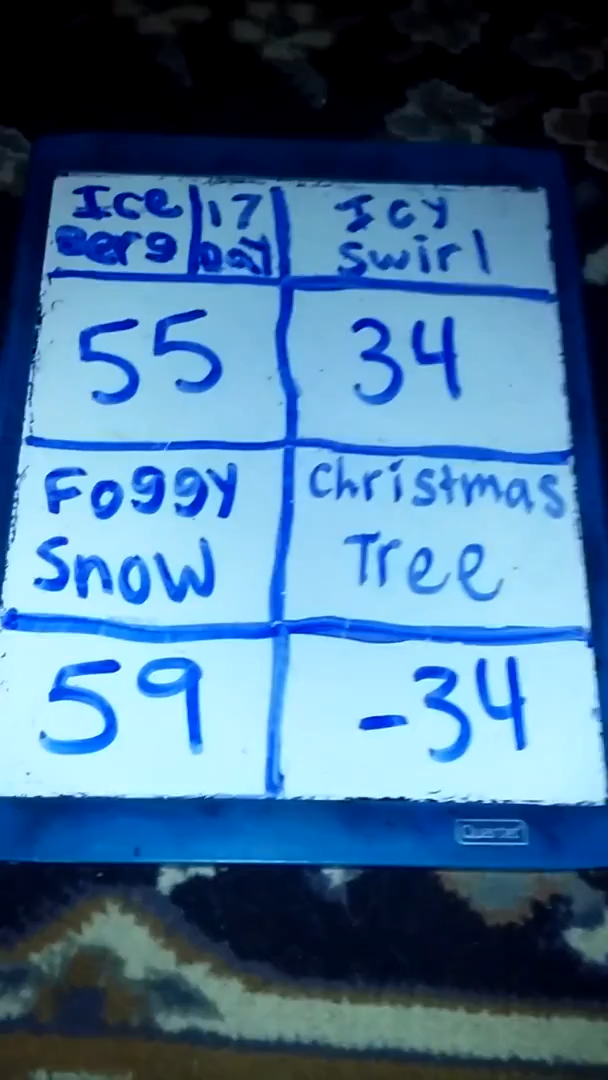 Ice Berg
17 Day
Icy
Swirl
55
34
Foggy
Snow
Christmas
Tree
59
-34
Quartet